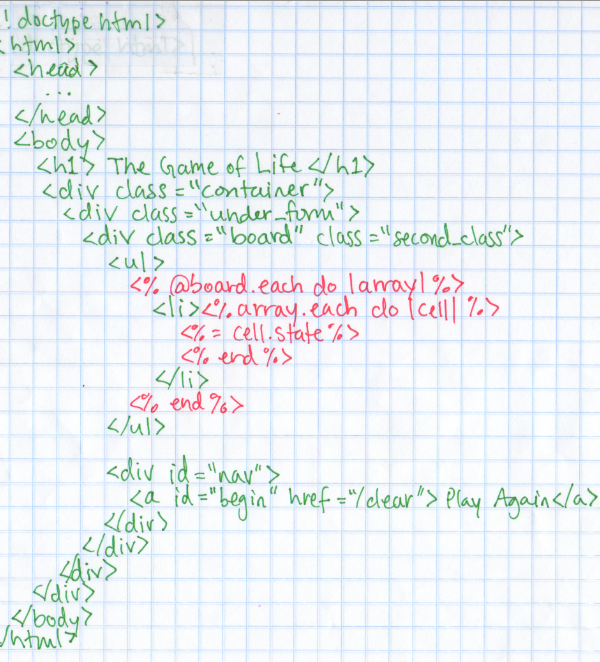 ! doctype html>
<html>
<head>
...
</head>
<body>
<h1> The Game of Life </h1>
<div class="container">
<div class="under_form">
<div class="board" class="second_class">
<ul>
<% @board.each do |array| %>
<li><% array.each do |cell| %>
<%= cell.state %>
<% end %>
</li>
<% end %>
</ul>
<div id="nav">
<a id="begin" href="/clear"> Play Again</a>
</div>
</div>
</div>
</div>
</body>
/html>